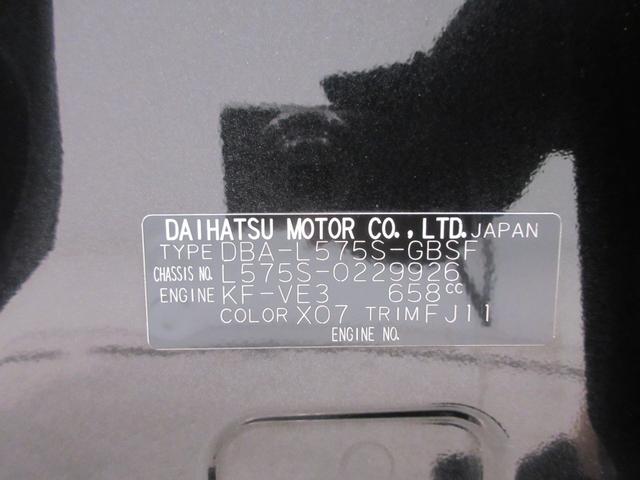 DAIHATSU MOTOR CO.,LTD. JAPAN
TYPE DBA-L575S-GBSF
CHASSIS NO. L575S-0229926
ENGINE KF-VE3 658CC
COLOR X07 TRIM FJ11
ENGINE NO.